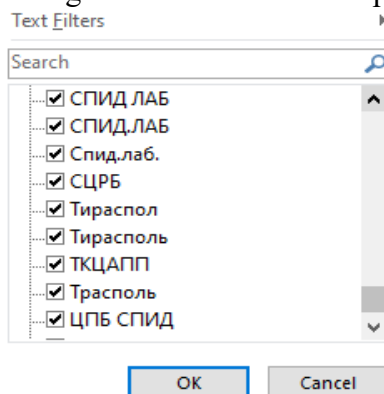 Text Filters
Search
СПИД ЛАБ
СПИД.ЛАБ
Спид.лаб.
СЦРБ
Тираспол
Тирасполь
ТКЦАПП
Трасполь
ЦПБ СПИД
OK
Cancel